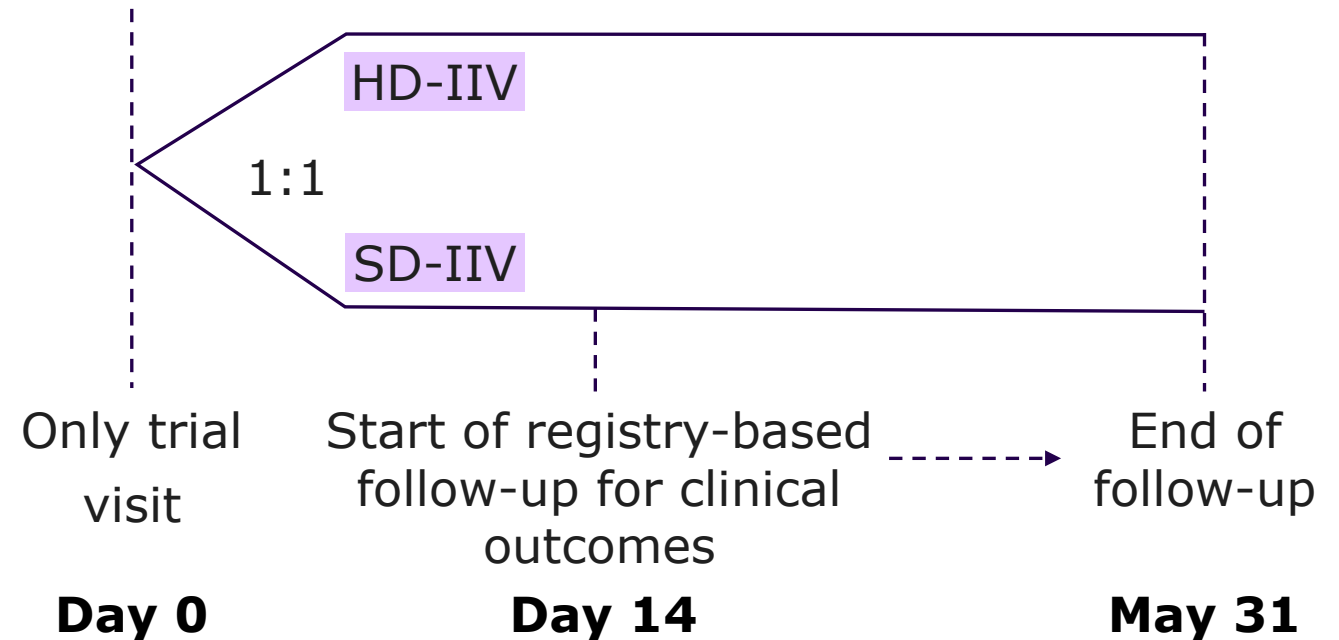 HD-IIV
1:1
SD-IIV
Only trial
visit
Day 0
Start of registry-based
follow-up for clinical
outcomes
Day 14
End of
follow-up
May 31